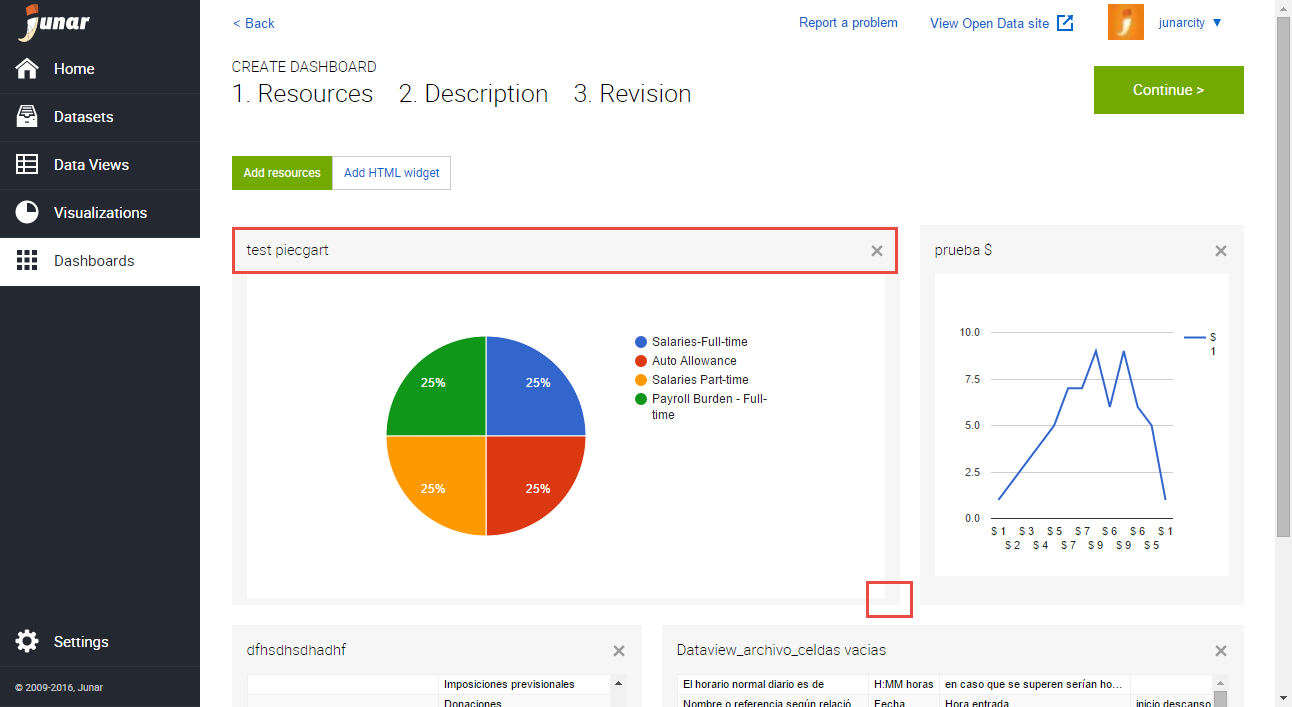 junar
Home
Datasets
Data Views
Visualizations
Dashboards
Settings
© 2009-2016, Junar
< Back
Report a problem
View Open Data site
junarcity ▼
CREATE DASHBOARD
1. Resources 2. Description 3. Revision
Continue >
Add resources
Add HTML widget
test piecgart
25%
25%
25%
25%
Salaries-Full-time
Auto Allowance
Salaries Part-time
Payroll Burden - Full-
time
prueba $
10.0
7.5
5.0
2.5
0.0
$
1
$ 1 $ 3 $ 5 $ 7 $ 6 $ 6 $ 1
$ 2 $ 4 $ 7 $ 9 $ 9 $ 5
dfhsdhsdhadhf
Imposiciones previsionales
Donaciones
Dataview_archivo_celdas vacias
El horario normal diario es de H:MM horas en caso que se superen serían ho...
Nombre o referencia según relació Fecha Hora entrada inicio descanso